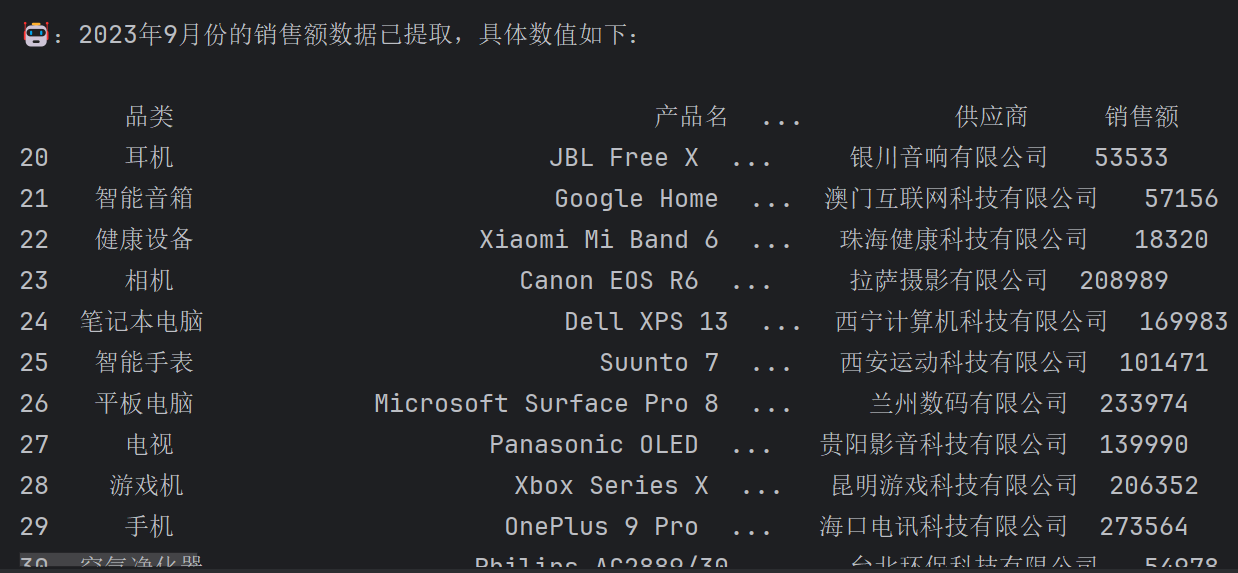 ：2023年9月份的销售额数据已提取，具体数值如下：
品类 产品名 ... 供应商 销售额
20 耳机 JBL Free X ... 银川音响有限公司 53533
21 智能音箱 Google Home ... 澳门互联网科技有限公司 57156
22 健康设备 Xiaomi Mi Band 6 ... 珠海健康科技有限公司 18320
23 相机 Canon EOS R6 ... 拉萨摄影有限公司 208989
24 笔记本电脑 Dell XPS 13 ... 西宁计算机科技有限公司 169983
25 智能手表 Suunto 7 ... 西安运动科技有限公司 101471
26 平板电脑 Microsoft Surface Pro 8 ... 兰州数码有限公司 233974
27 电视 Panasonic OLED ... 贵阳影音科技有限公司 139990
28 游戏机 Xbox Series X ... 昆明游戏科技有限公司 206352
29 手机 OnePlus 9 Pro ... 海口电讯科技有限公司 273564
30 空气净化器 Philips AC2889/30 ... 台北环保科技有限公司 54978